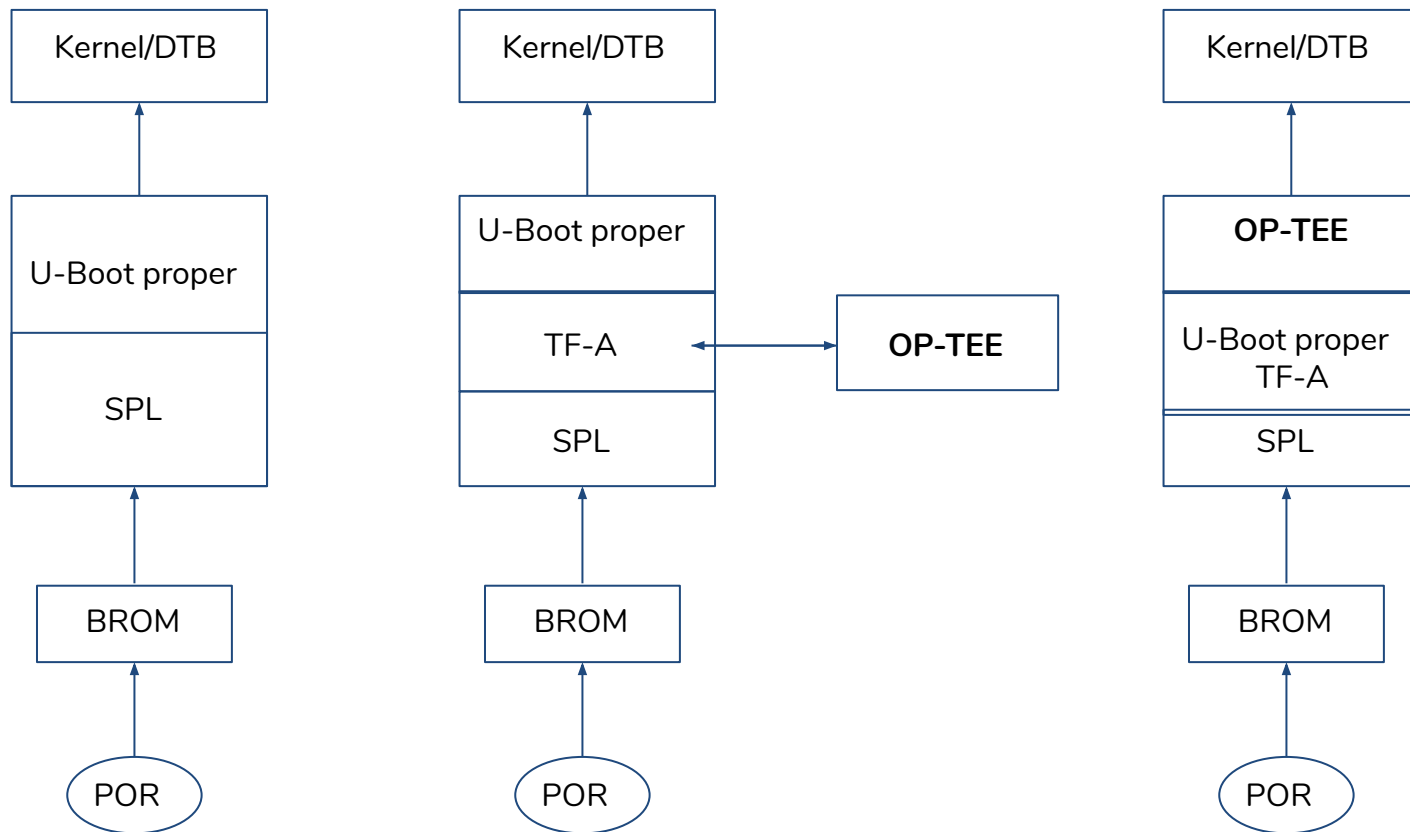 Kernel/DTB
U-Boot proper
SPL
BROM
POR
Kernel/DTB
U-Boot proper
TF-A
SPL
BROM
POR
OP-TEE
Kernel/DTB
OP-TEE
U-Boot proper
TF-A
SPL
BROM
POR